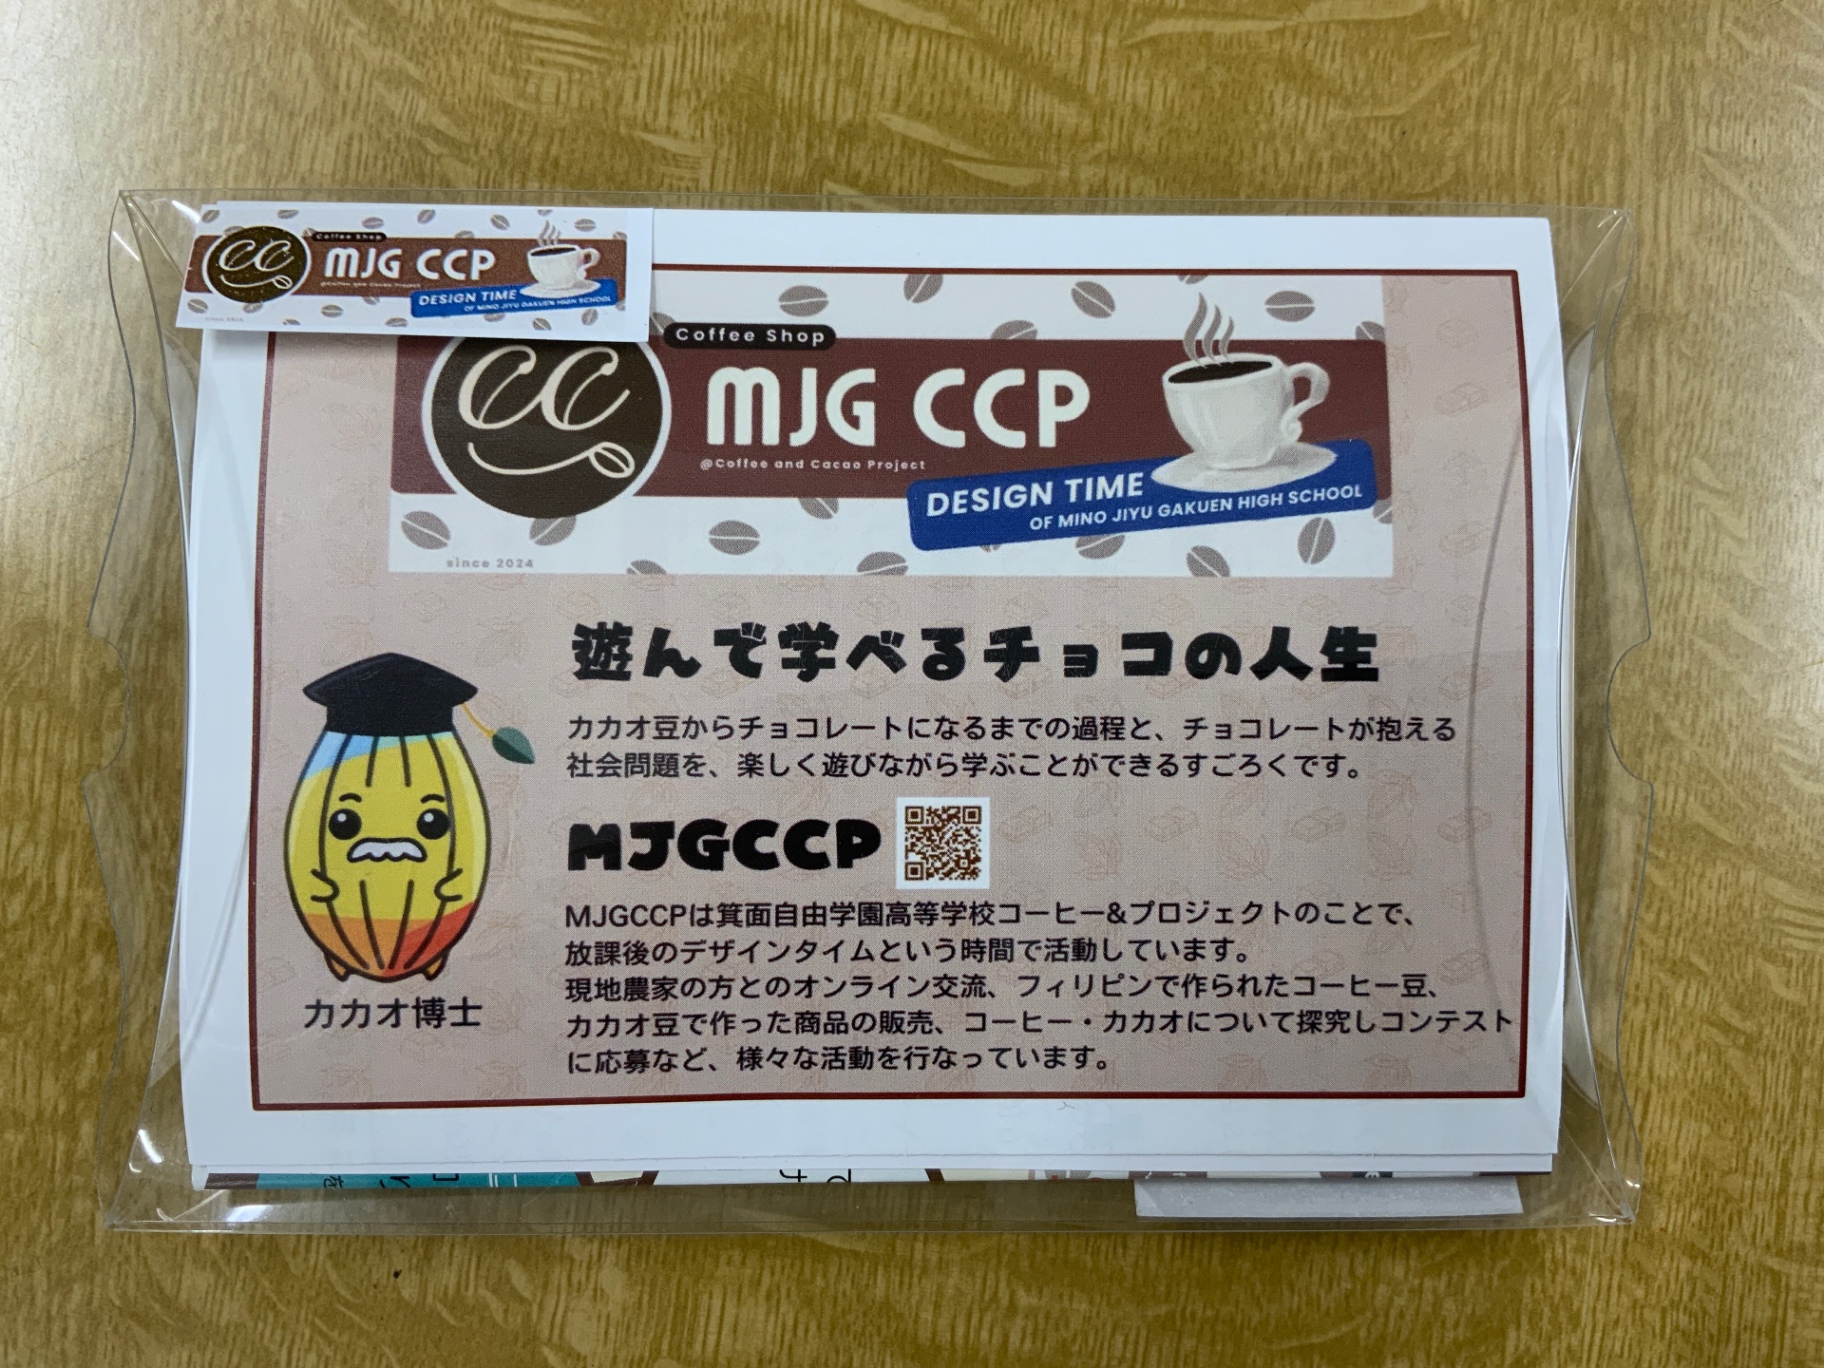 CC
Coffee Shop
MJG CCP
@Coffee and Cacao Project
DESIGN TIME
OF MINO JIYU GAKUEN HIGH SCHOOL
since 2024
CC
Coffee Shop
MJG CCP
@Coffee and Cacao Project
DESIGN TIME
OF MINO JIYU GAKUEN HIGH SCHOOL
since 2024
遊んで学べるチョコの人生
カカオ豆からチョコレートになるまでの過程と、チョコレートが抱える
社会問題を、楽しく遊びながら学ぶことができるすごろくです。
MJGCCP
MJGCCPは箕面自由学園高等学校コーヒー&プロジェクトのことで、
放課後のデザインタイムという時間で活動しています。
現地農家の方とのオンライン交流、フィリピンで作られたコーヒー豆、
カカオ豆で作った商品の販売、コーヒー・カカオについて探究しコンテスト
に応募など、様々な活動を行なっています。
カカオ博士